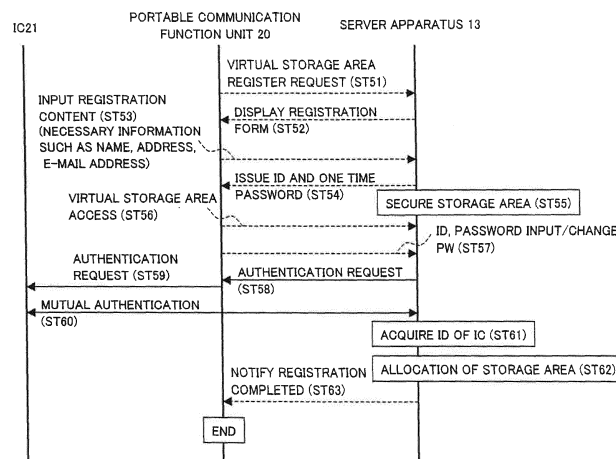 IC21
PORTABLE COMMUNICATION
FUNCTION UNIT 20
SERVER APPARATUS 13
VIRTUAL STORAGE AREA
REGISTER REQUEST (ST51)
INPUT REGISTRATION
CONTENT (ST53)
(NECESSARY INFORMATION
SUCH AS NAME, ADDRESS,
E-MAIL ADDRESS)
DISPLAY REGISTRATION
FORM (ST52)
ISSUE ID AND ONE TIME
PASSWORD (ST54)
SECURE STORAGE AREA (ST55)
VIRTUAL STORAGE AREA
ACCESS (ST56)
ID, PASSWORD INPUT/CHANGE
PW (ST57)
AUTHENTICATION
REQUEST (ST59)
AUTHENTICATION REQUEST
(ST58)
MUTUAL AUTHENTICATION
(ST60)
ACQUIRE ID OF IC (ST61)
ALLOCATION OF STORAGE AREA (ST62)
NOTIFY REGISTRATION
COMPLETED (ST63)
END